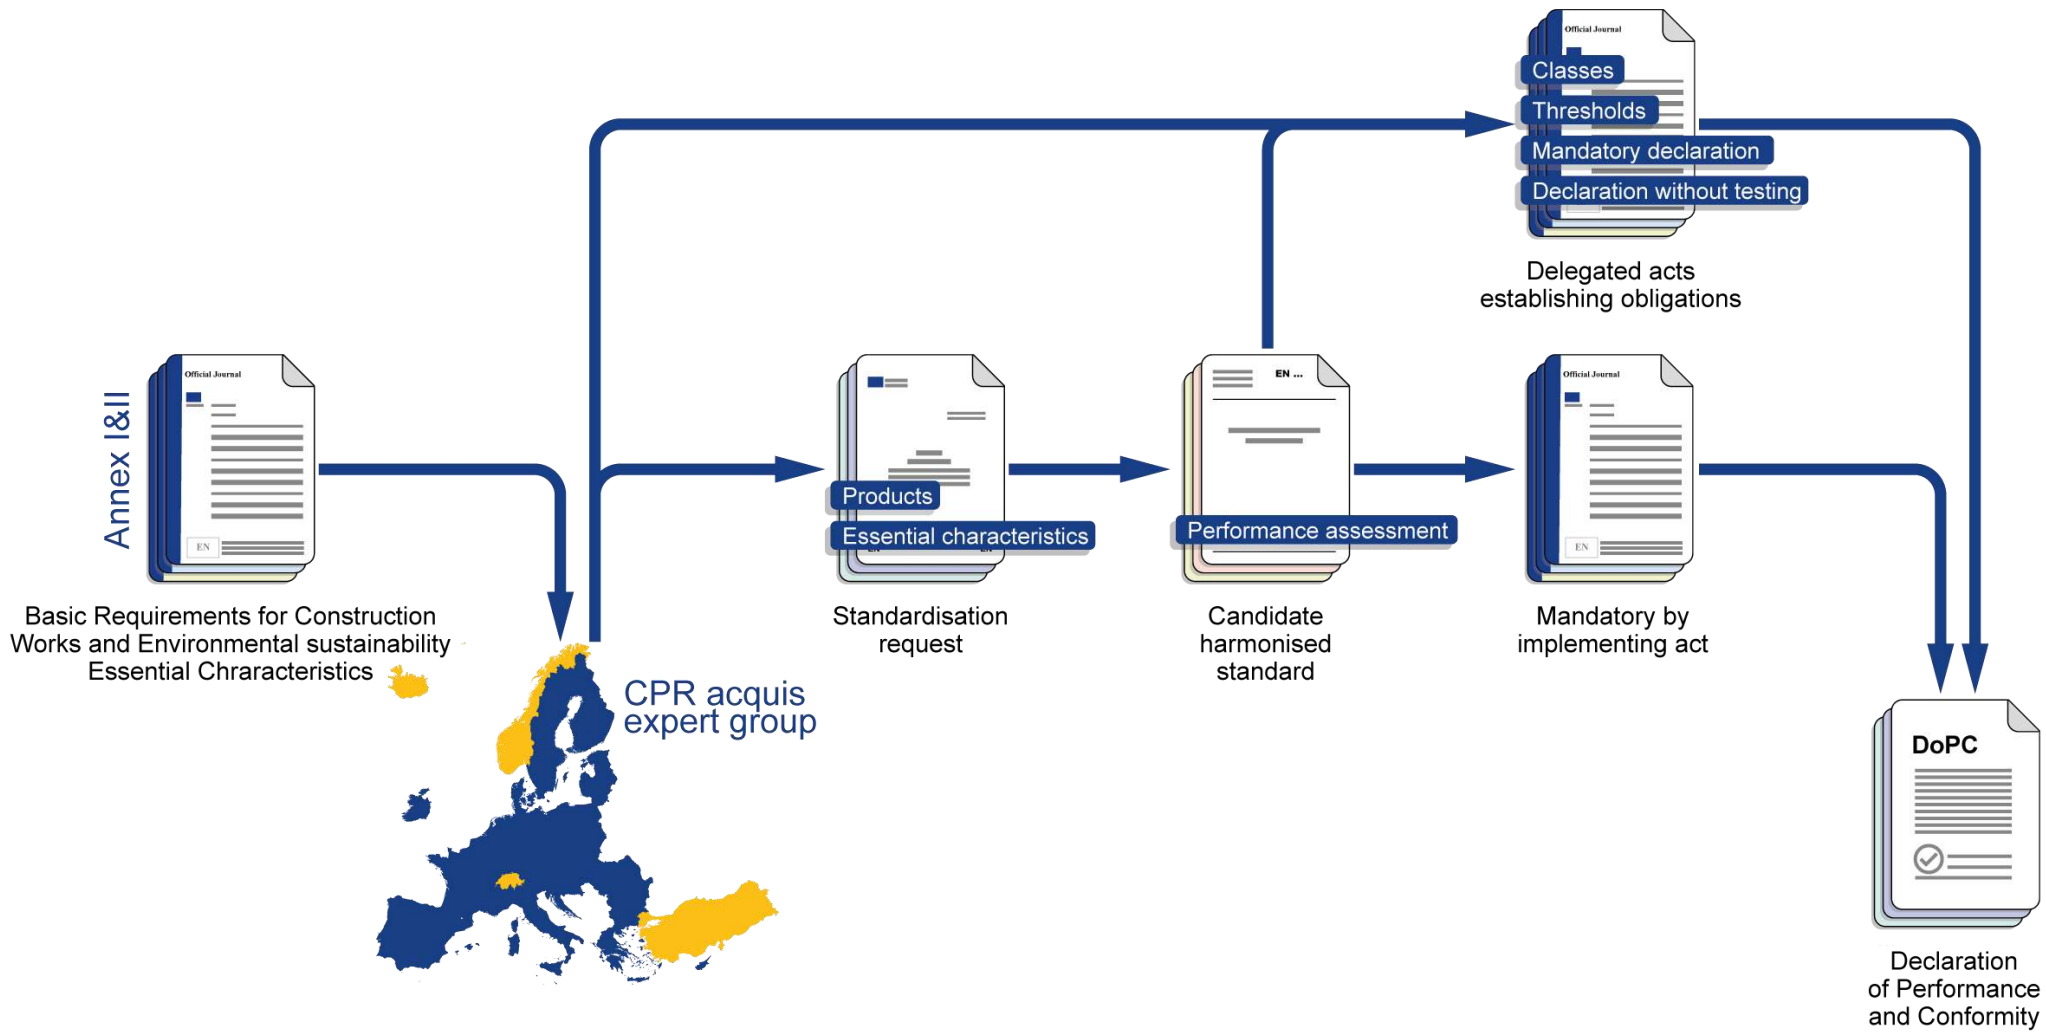 Official Journal
Classes
Thresholds
Mandatory declaration
Declaration without testing
Delegated acts
establishing obligations
Annex I&II
Official Journal
EN
Basic Requirements for Construction
Works and Environmental sustainability
Essential Chraracteristics
CPR acquis
expert group
Products
Essential characteristics
Standardisation
request
EN ...
Performance assessment
Candidate
harmonised
standard
Official Journal
EN
Mandatory by
implementing act
DoPC
Declaration
of Performance
and Conformity